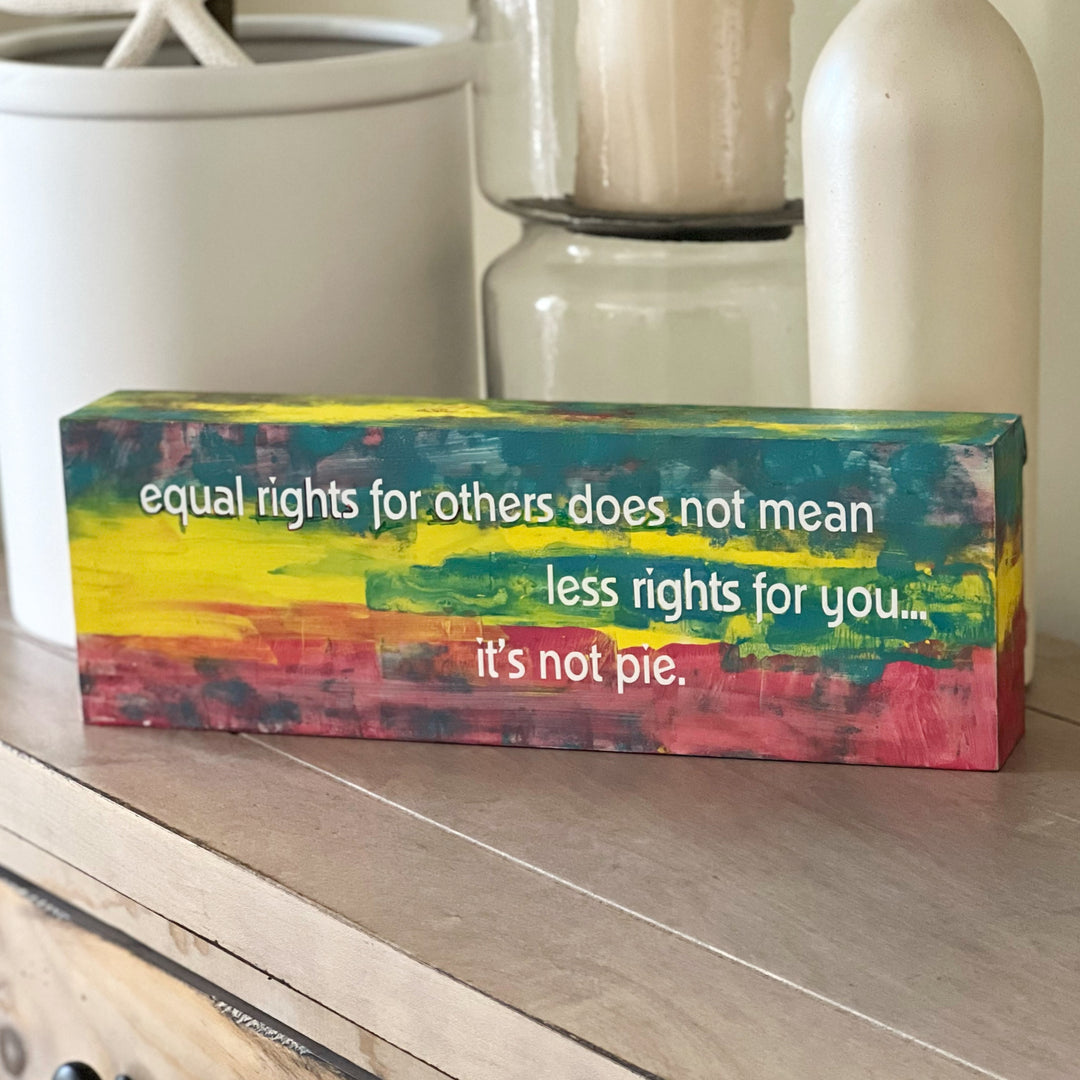 equal rights for others does not mean
less rights for you...
it's not pie.